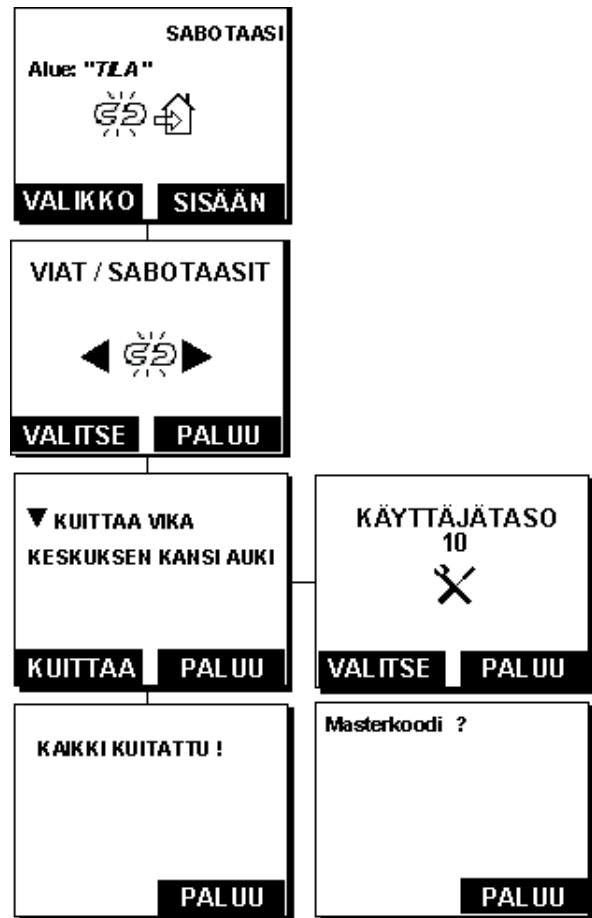 SABOTAASI
Alue: "TILA"
VALIKKO SISÄÄN
VIAT / SABOTAASIT
VALITSE PALUU
KUITTAA VIKA
KESKUKSEN KANSI AUKI
KUITTAA PALUU
KÄYTTÄJÄTASO
10
VALITSE PALUU
KAIKKI KUITATTU !
PALUU
Masterkoodi ?
PALUU